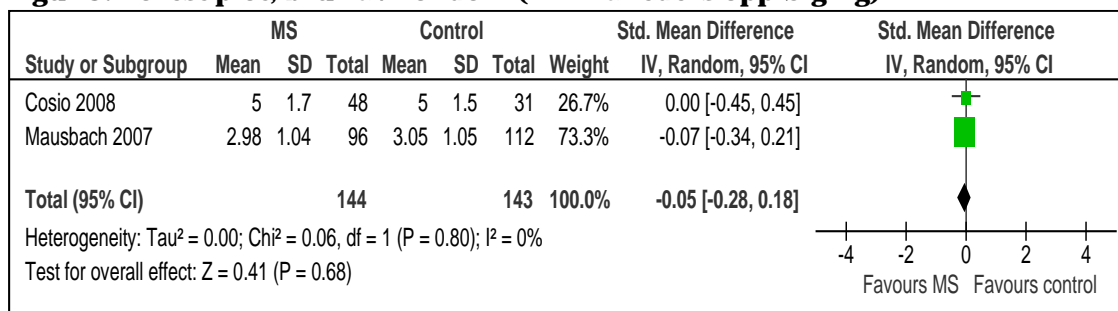 MS Control Std. Mean Difference Std. Mean Difference
Study or Subgroup Mean SD Total Mean SD Total Weight IV, Random, 95% CI IV, Random, 95% CI
Cosio 2008 5 1.7 48 5 1.5 31 26.7% 0.00 [-0.45, 0.45]
Mausbach 2007 2.98 1.04 96 3.05 1.05 112 73.3% -0.07 [-0.34, 0.21]
Total (95% CI) 144 143 100.0% -0.05 [-0.28, 0.18]
Heterogeneity: Tau² = 0.00; Chi² = 0.06, df = 1 (P = 0.80); I² = 0%
Test for overall effect: Z = 0.41 (P = 0.68)
-4 -2 0 2 4
Favours MS Favours control